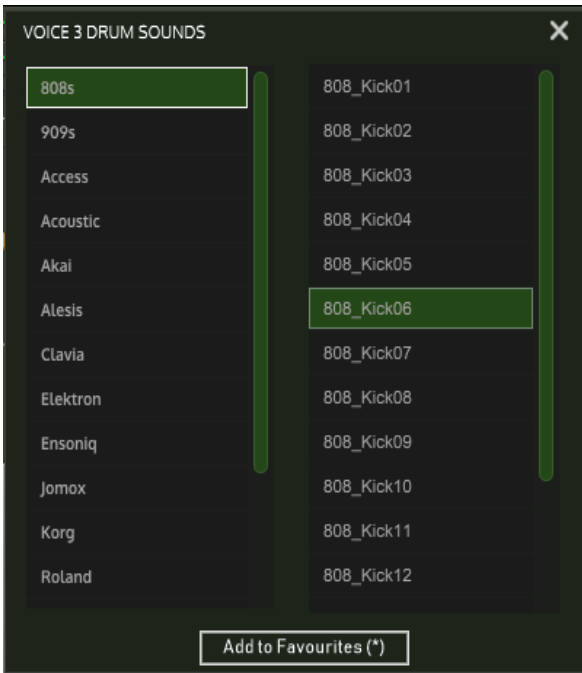 VOICE 3 DRUM SOUNDS
808s
909s
Access
Acoustic
Akai
Alesis
Clavia
Elektron
Ensoniq
Jomox
Korg
Roland
808_Kick01
808_Kick02
808_Kick03
808_Kick04
808_Kick05
808_Kick06
808_Kick07
808_Kick08
808_Kick09
808_Kick10
808_Kick11
808_Kick12
Add to Favourites (*)